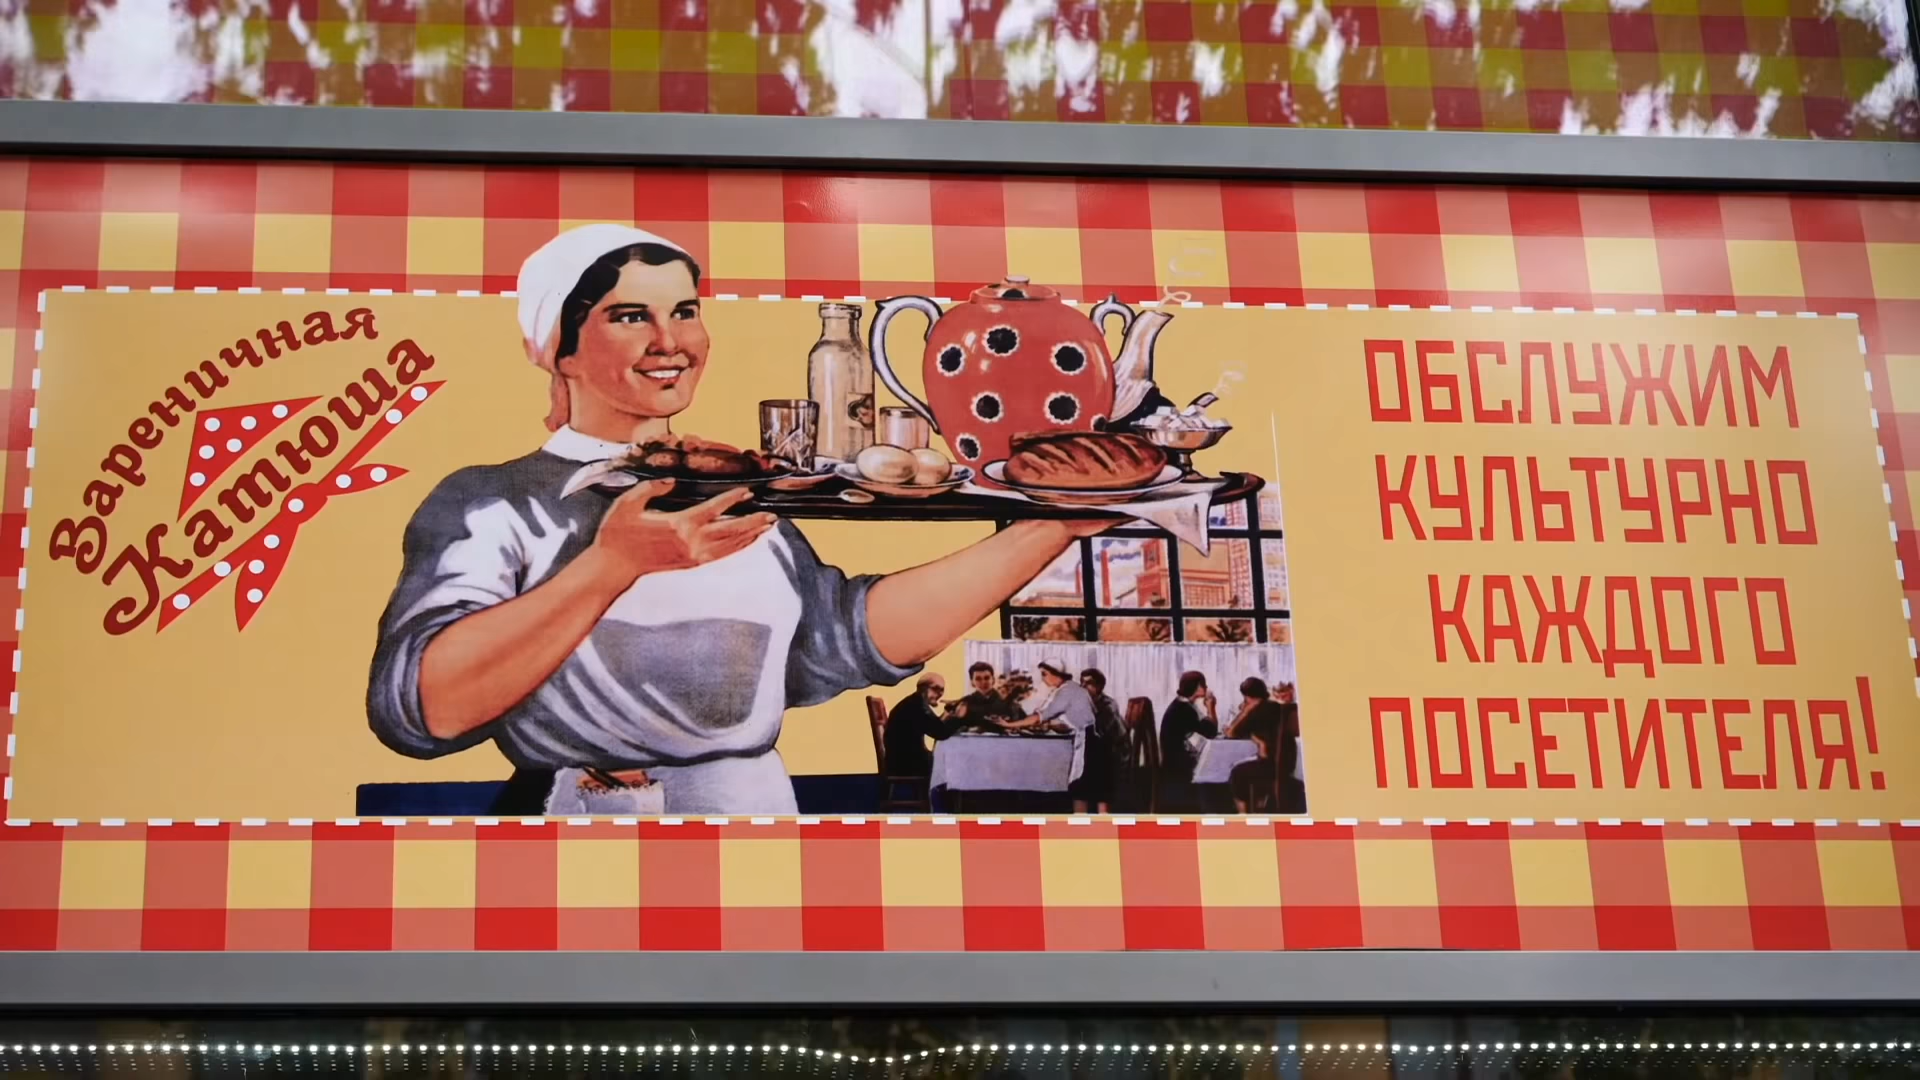 Вареничная
Катюша
ОБСЛУЖИМ
КУЛЬТУРНО
КАЖДОГО
ПОСЕТИТЕЛЯ!